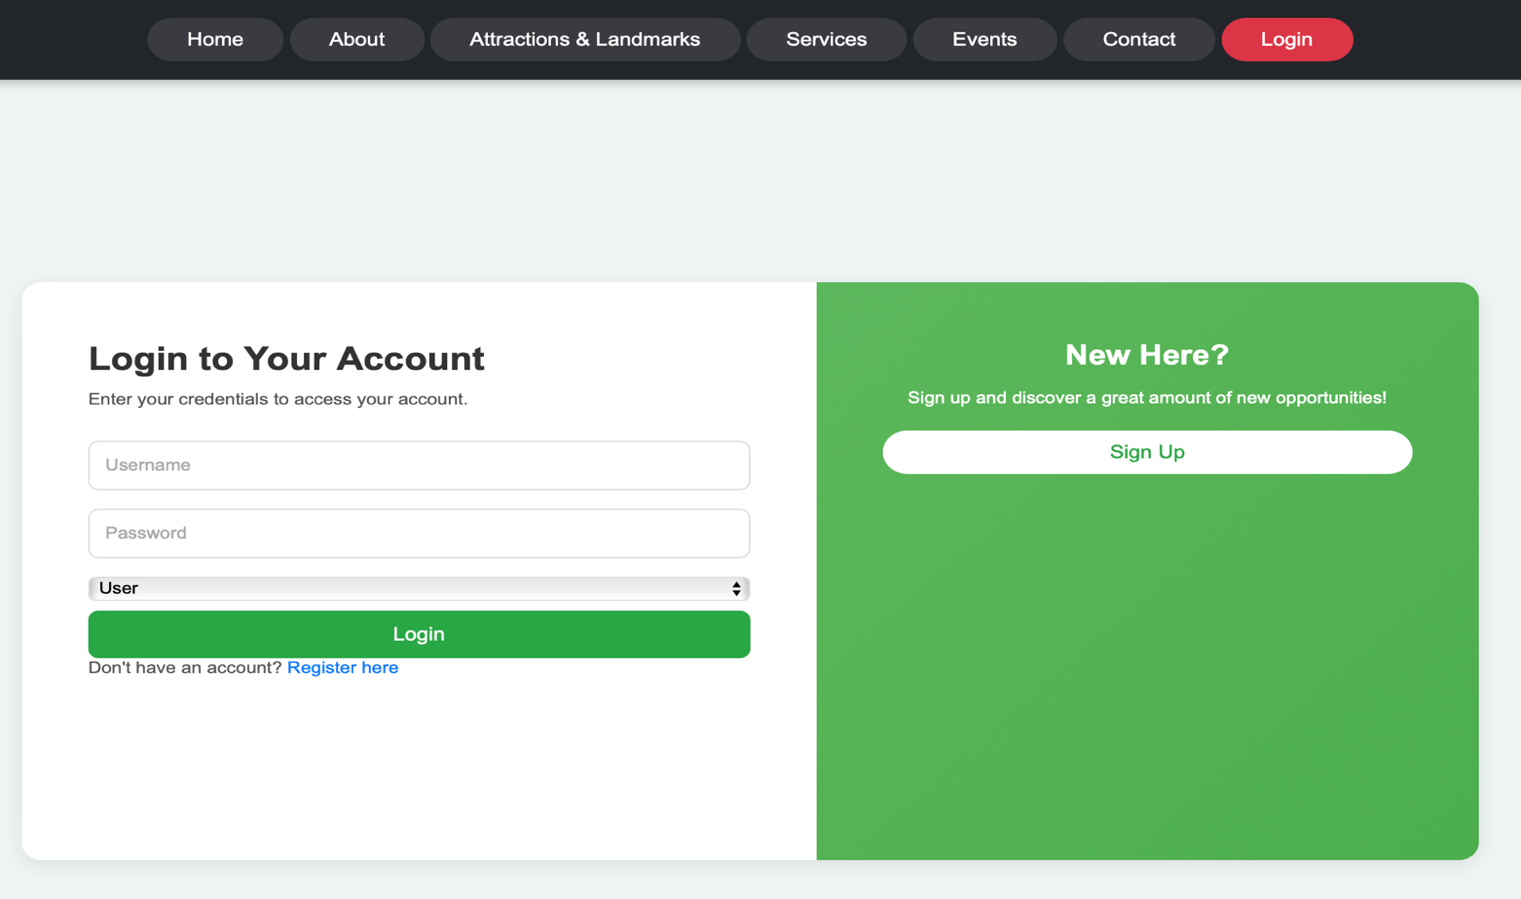 Home About Attractions & Landmarks Services Events Contact Login
Login to Your Account
Enter your credentials to access your account.
Username
Password
User
Login
Don't have an account? Register here
New Here?
Sign up and discover a great amount of new opportunities!
Sign Up